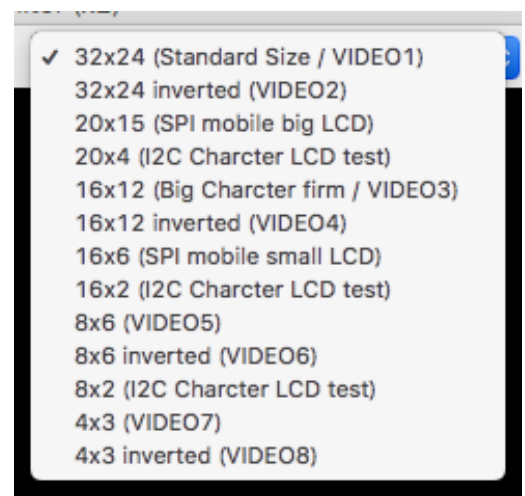 ✓ 32x24 (Standard Size / VIDEO1)
32x24 inverted (VIDEO2)
20x15 (SPI mobile big LCD)
20x4 (I2C Charcter LCD test)
16x12 (Big Charcter firm / VIDEO3)
16x12 inverted (VIDEO4)
16x6 (SPI mobile small LCD)
16x2 (I2C Charcter LCD test)
8x6 (VIDEO5)
8x6 inverted (VIDEO6)
8x2 (I2C Charcter LCD test)
4x3 (VIDEO7)
4x3 inverted (VIDEO8)